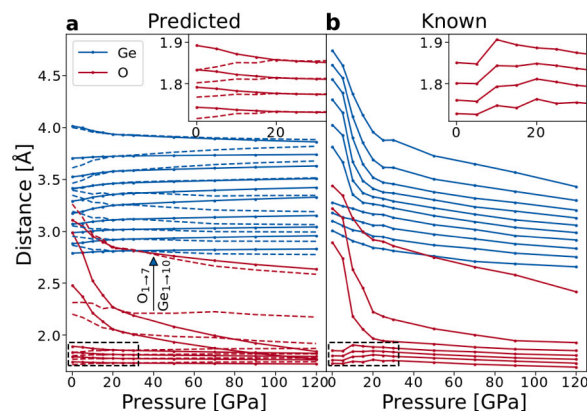 a Predicted b Known
Ge
O
1.9
1.8
0 20
1.9
1.8
0 20
Distance [Å]
4.5
4.0
3.5
3.0
2.5
2.0
O1→7
Ge1→10
0 20 40 60 80 100 120
0 20 40 60 80 100 120
Pressure [GPa] Pressure [GPa]